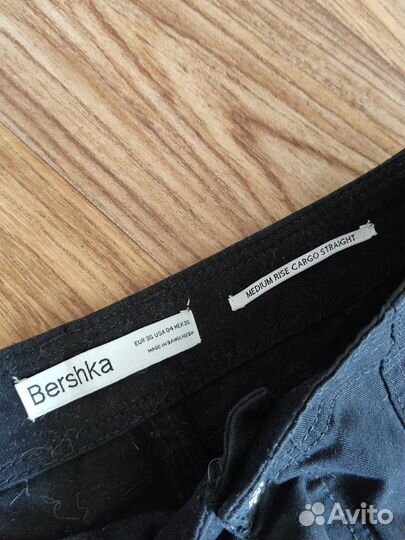 Bershka
EUR 36 USA 04 MEX 26
MADE IN BANGLADESH
MEDIUM RISE CARGO STRAIGHT
Avito